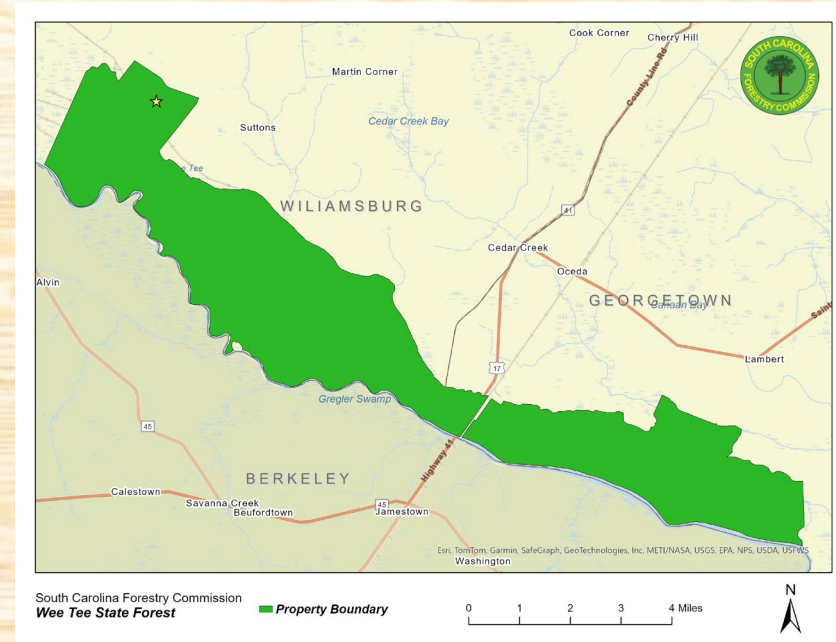 Cook Corner
Cherry Hill
SOUTH CAROLINA
FORESTRY COMMISSION
Martin Corner
County Line Rd
Cedar Creek Bay
Suttons
e Tee
WILIAMSBURG
41
Cedar Creek
Oceda
Alvin
GEORGETOWN
Carvan Bay
Saint
Lambert
17
Gregler Swamp
45
Highway 41
BERKELEY
Calestown
Savanna Creek
45
Beufordtown
Jamestown
Esri, TomTom, Garmin, SafeGraph, GeoTechnologies, Inc, METI/NASA, USGS, EPA, NPS, USDA, USFWS
Washington
South Carolina Forestry Commission
Wee Tee State Forest
Property Boundary
0 1 2 3 4 Miles
N